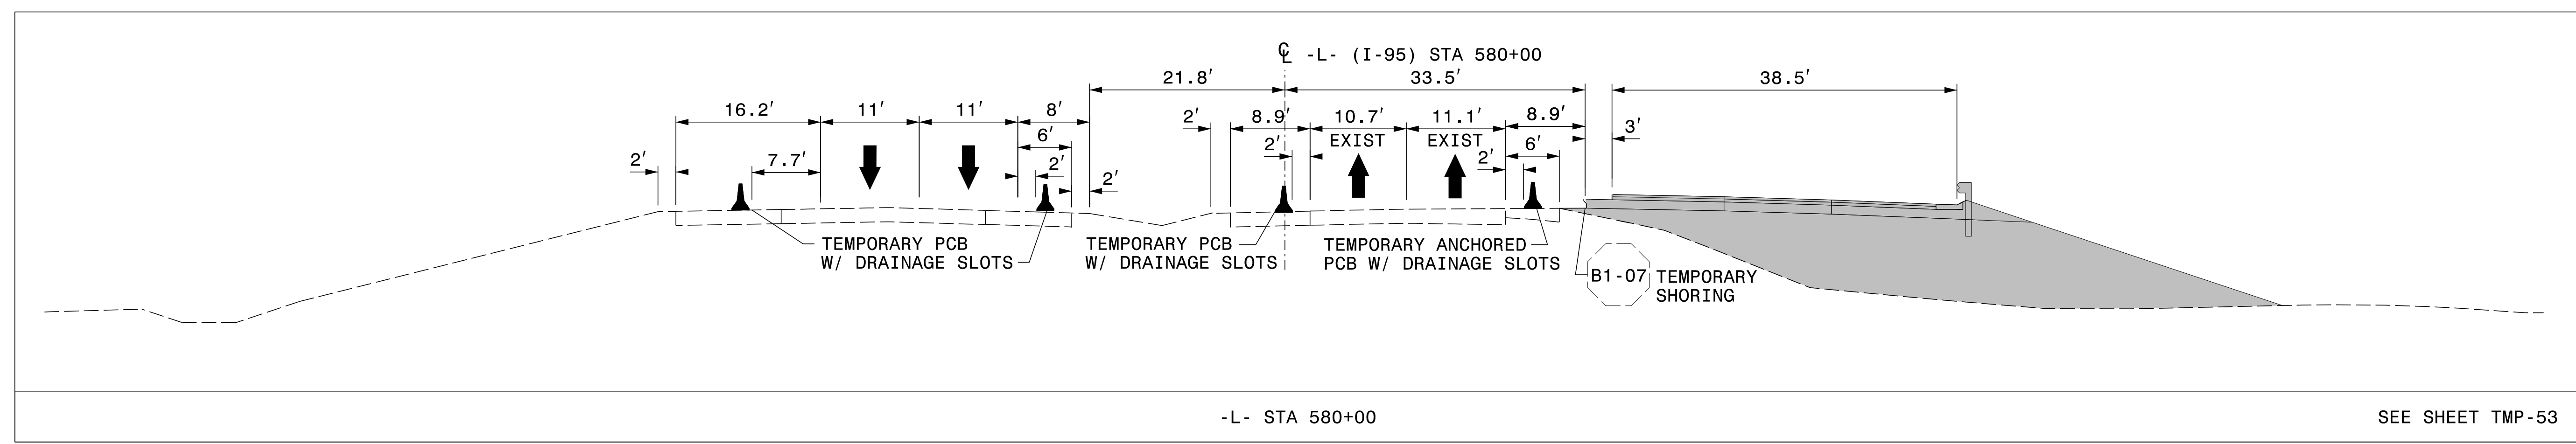 ℄ -L- (I-95) STA 580+00
21.8'
33.5'
38.5'
16.2'
11'
11'
8'
2'
8.9'
10.7'
11.1'
8.9'
6'
EXIST
EXIST
6'
3'
2'
7.7'
2'
2'
2'
2'
TEMPORARY PCB
W/ DRAINAGE SLOTS
TEMPORARY PCB
W/ DRAINAGE SLOTS
TEMPORARY ANCHORED
PCB W/ DRAINAGE SLOTS
B1-07
TEMPORARY
SHORING
-L- STA 580+00
SEE SHEET TMP-53